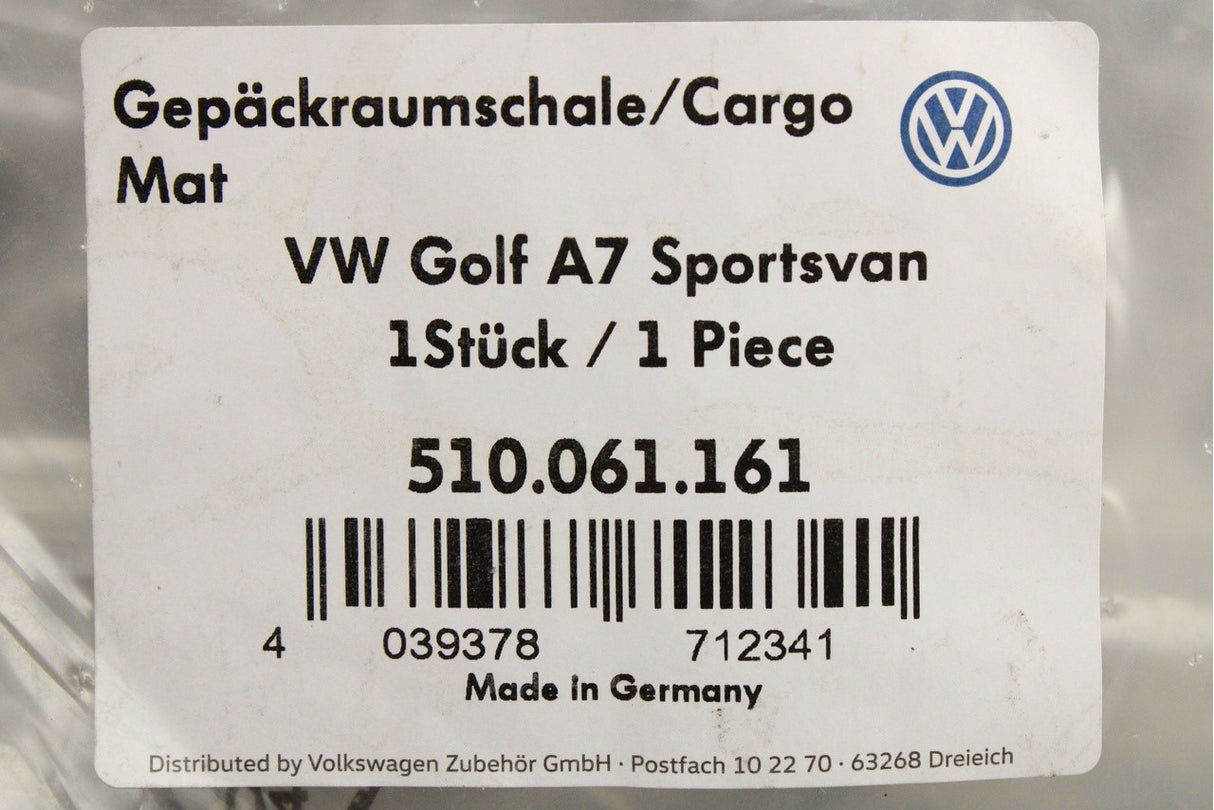 Gepäckraumschale/Cargo
Mat
VW Golf A7 Sportsvan
1Stück / 1 Piece
510.061.161
4 039378 712341
Made in Germany
Distributed by Volkswagen Zubehör GmbH · Postfach 10 22 70 · 63268 Dreieich